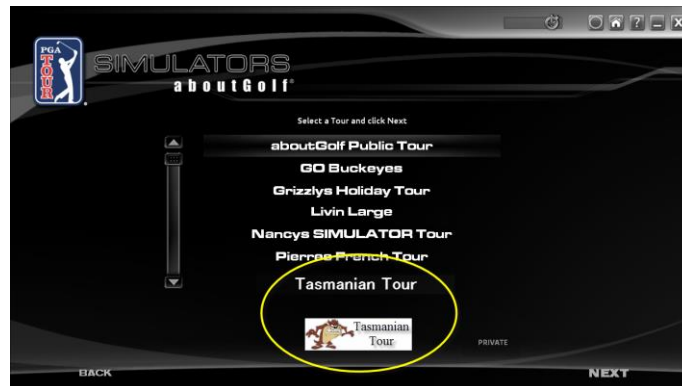 PGA
TOUR
SIMULATORS
aboutGolf
Select a Tour and click Next
aboutGolf Public Tour
GO Buckeyes
Grizzlys Holiday Tour
Livin Large
Nancys SIMULATOR Tour
Pierres French Tour
Tasmanian Tour
Tasmanian
Tour
PRIVATE
BACK
NEXT